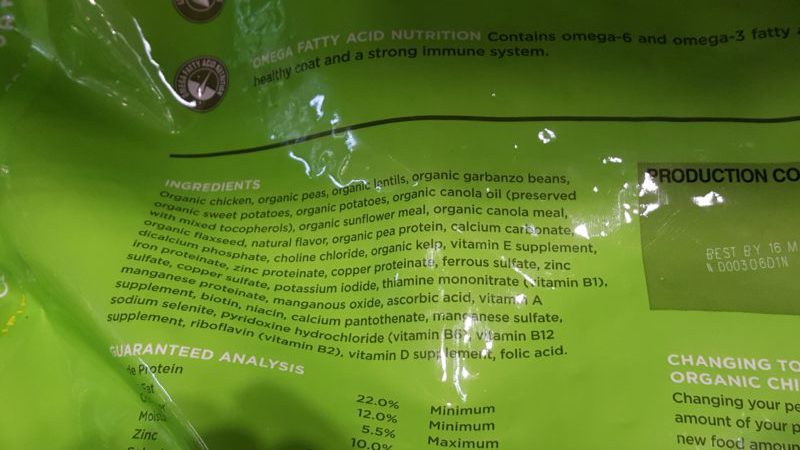 OMEGA FATTY ACID NUTRITION Contains omega-6 and omega-3 fatty
healthy coat and a strong immune system.
INGREDIENTS
Organic chicken, organic peas, organic lentils, organic garbanzo beans,
organic sweet potatoes, organic potatoes, organic canola oil (preserved
with mixed tocopherols), organic sunflower meal, organic canola meal,
organic flaxseed, natural flavor, organic pea protein, calcium carbonate,
dicalcium phosphate, choline chloride, organic kelp, vitamin E supplement,
iron proteinate, zinc proteinate, copper proteinate, ferrous sulfate, zinc
sulfate, copper sulfate, potassium iodide, thiamine mononitrate (vitamin B1),
manganese proteinate, manganous oxide, ascorbic acid, vitamin A
supplement, biotin, niacin, calcium pantothenate, manganese sulfate,
sodium selenite, pyridoxine hydrochloride (vitamin B6), vitamin B12
supplement, riboflavin (vitamin B2), vitamin D supplement, folic acid.
PRODUCTION CO
BEST BY 16 M
N D00306D1N
GUARANTEED ANALYSIS
de Protein 22.0% Minimum
Fat 12.0% Minimum
5.5% Maximum
Mois 10.0%
Zinc
CHANGING TO
ORGANIC CHI
Changing your pe
amount of your p
new food amoun